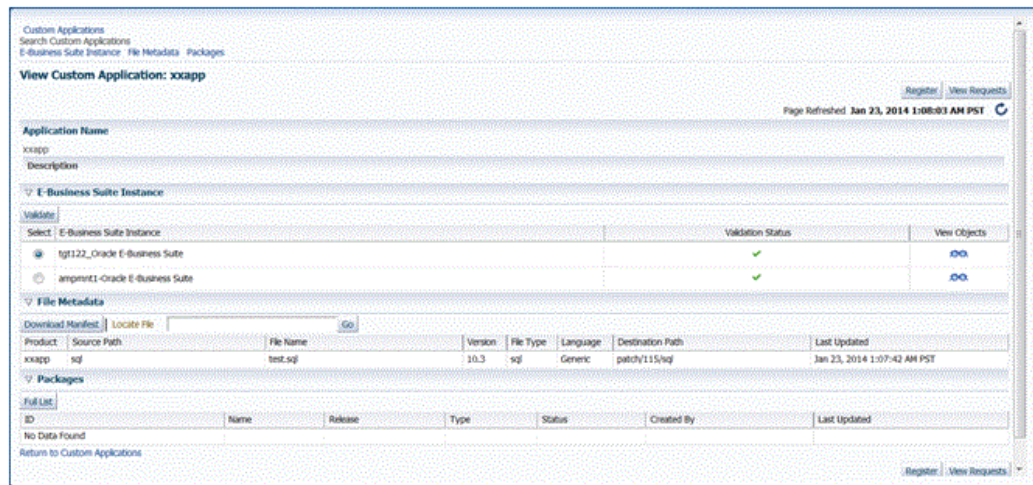 Custom Applications
Search Custom Applications
E-Business Suite Instance File Metadata Packages
View Custom Application: xxapp
Register View Requests
Page Refreshed Jan 23, 2014 1:08:03 AM PST
Application Name
xxapp
Description
E-Business Suite Instance
Validate
Select E-Business Suite Instance Validation Status View Objects
tgt122_Oracle E-Business Suite
ampmnt1-Oracle E-Business Suite
File Metadata
Download Manifest Locate File Go
Product Source Path File Name Version File Type Language Destination Path Last Updated
xxapp sql test.sql 10.3 sql Generic patch/115/sql Jan 23, 2014 1:07:42 AM PST
Packages
Full List
ID Name Release Type Status Created By Last Updated
No Data Found
Return to Custom Applications
Register View Requests